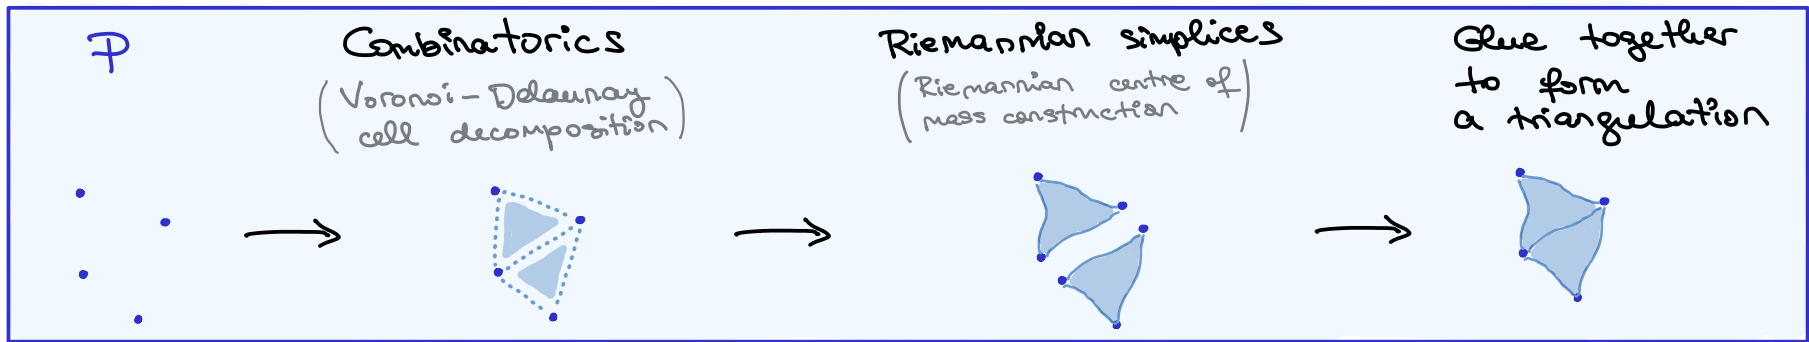 P
Combinatorics
(Voronoi-Delaunay
cell decomposition)
Riemannian simplices
(Riemannian centre of
mass construction)
Glue together
to form
a triangulation